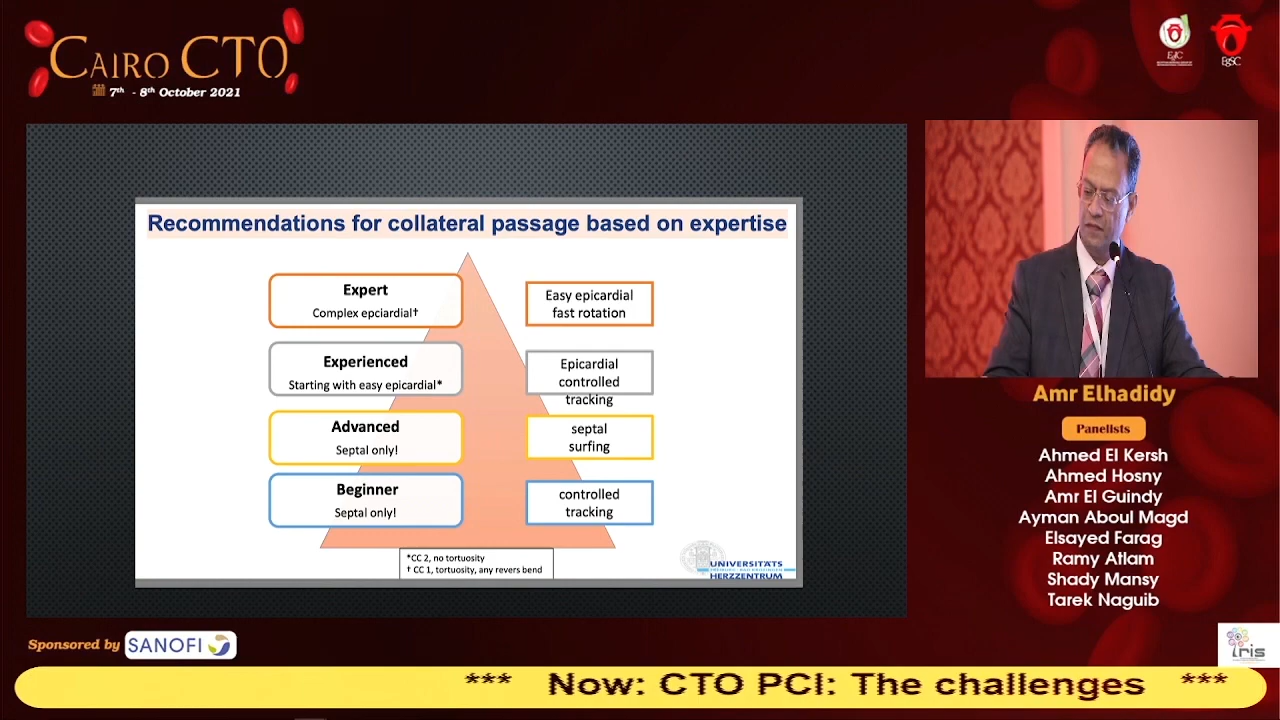 CAIRO CTO
7th - 8th October 2021
EgSC
Recommendations for collateral passage based on expertise
Expert
Complex epciardial†
Easy epicardial
fast rotation
Experienced
Starting with easy epicardial*
Epicardial
controlled
tracking
Advanced
Septal only!
septal
surfing
Beginner
Septal only!
controlled
tracking
*CC 2, no tortuosity
† CC 1, tortuosity, any revers bend
UNIVERSITÄTS
HERZZENTRUM
Amr Elhadidy
Panelists
Ahmed El Kersh
Ahmed Hosny
Amr El Guindy
Ayman Aboul Magd
Elsayed Farag
Ramy Atlam
Shady Mansy
Tarek Naguib
Sponsored by SANOFI
iris
*** Now: CTO PCI: The challenges ***